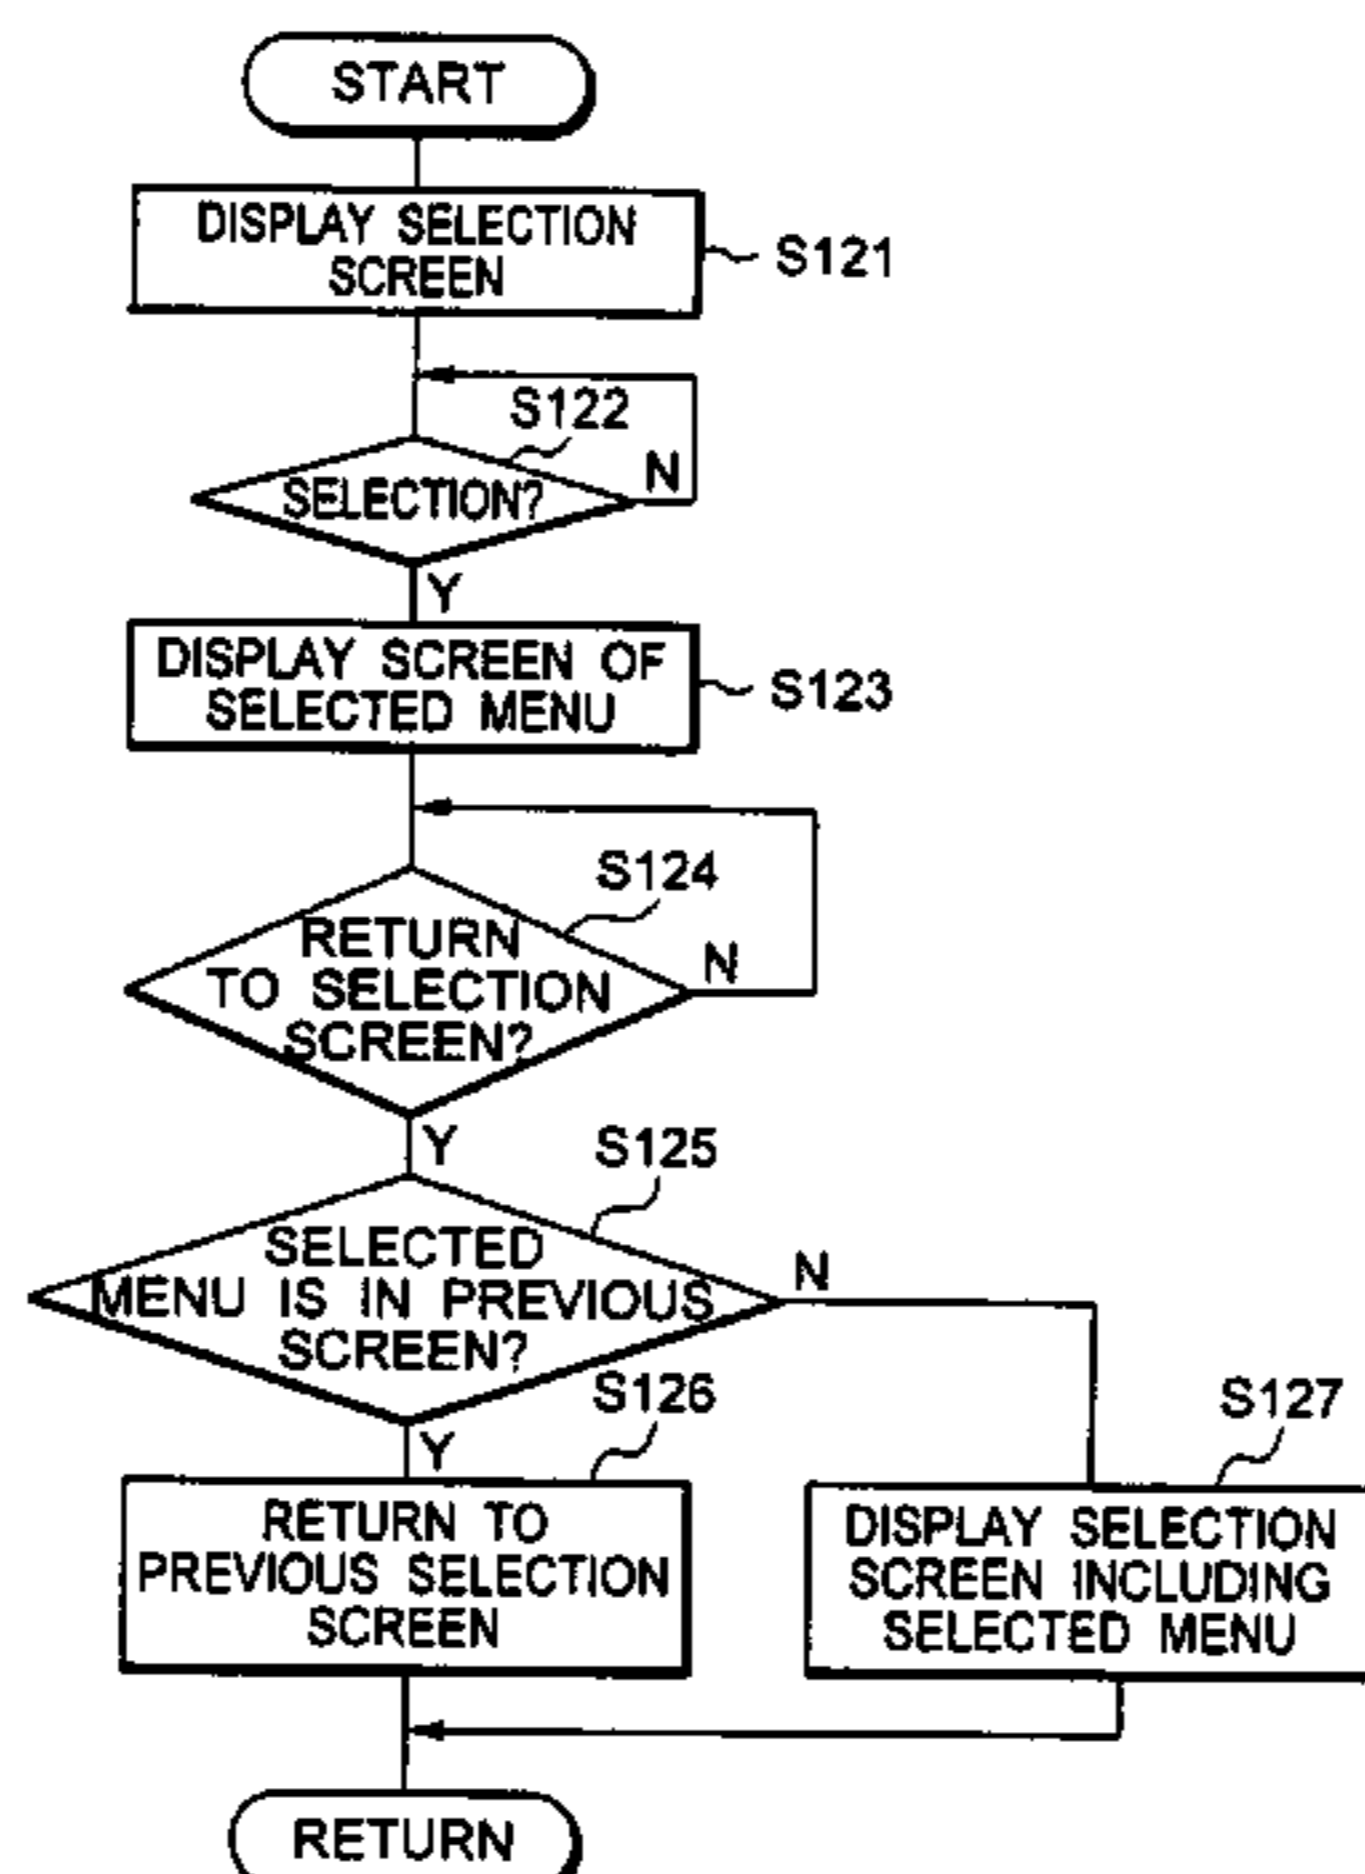 START
DISPLAY SELECTION
SCREEN
S121
S122
SELECTION?
N
Y
DISPLAY SCREEN OF
SELECTED MENU
S123
S124
RETURN
TO SELECTION
SCREEN?
N
Y
S125
SELECTED
MENU IS IN PREVIOUS
SCREEN?
N
Y
S126
RETURN TO
PREVIOUS SELECTION
SCREEN
S127
DISPLAY SELECTION
SCREEN INCLUDING
SELECTED MENU
RETURN